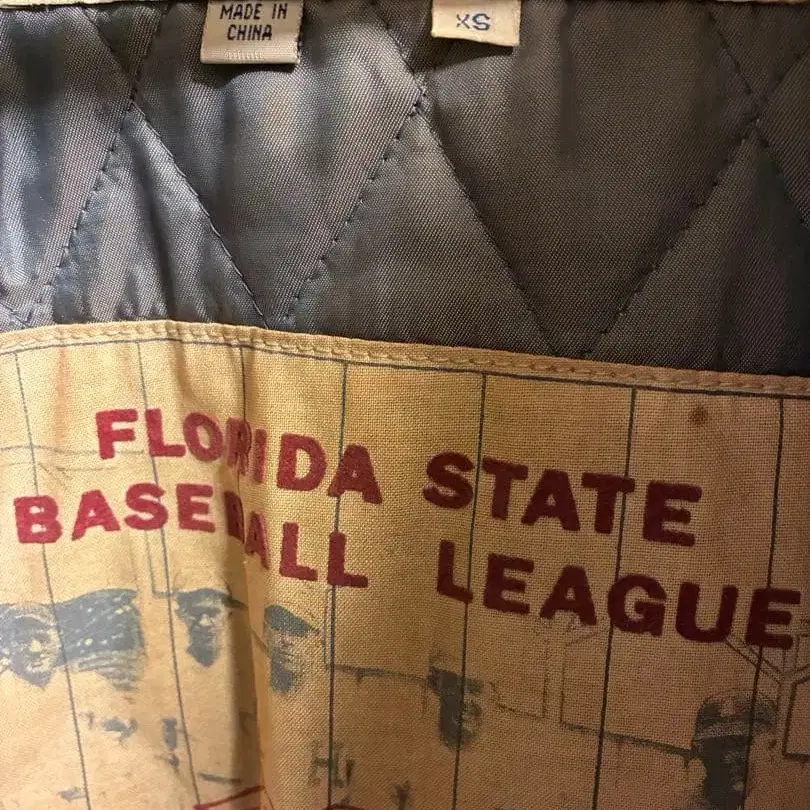 MADE IN
CHINA
XS
FLORIDA STATE
BASEBALL LEAGUE
H